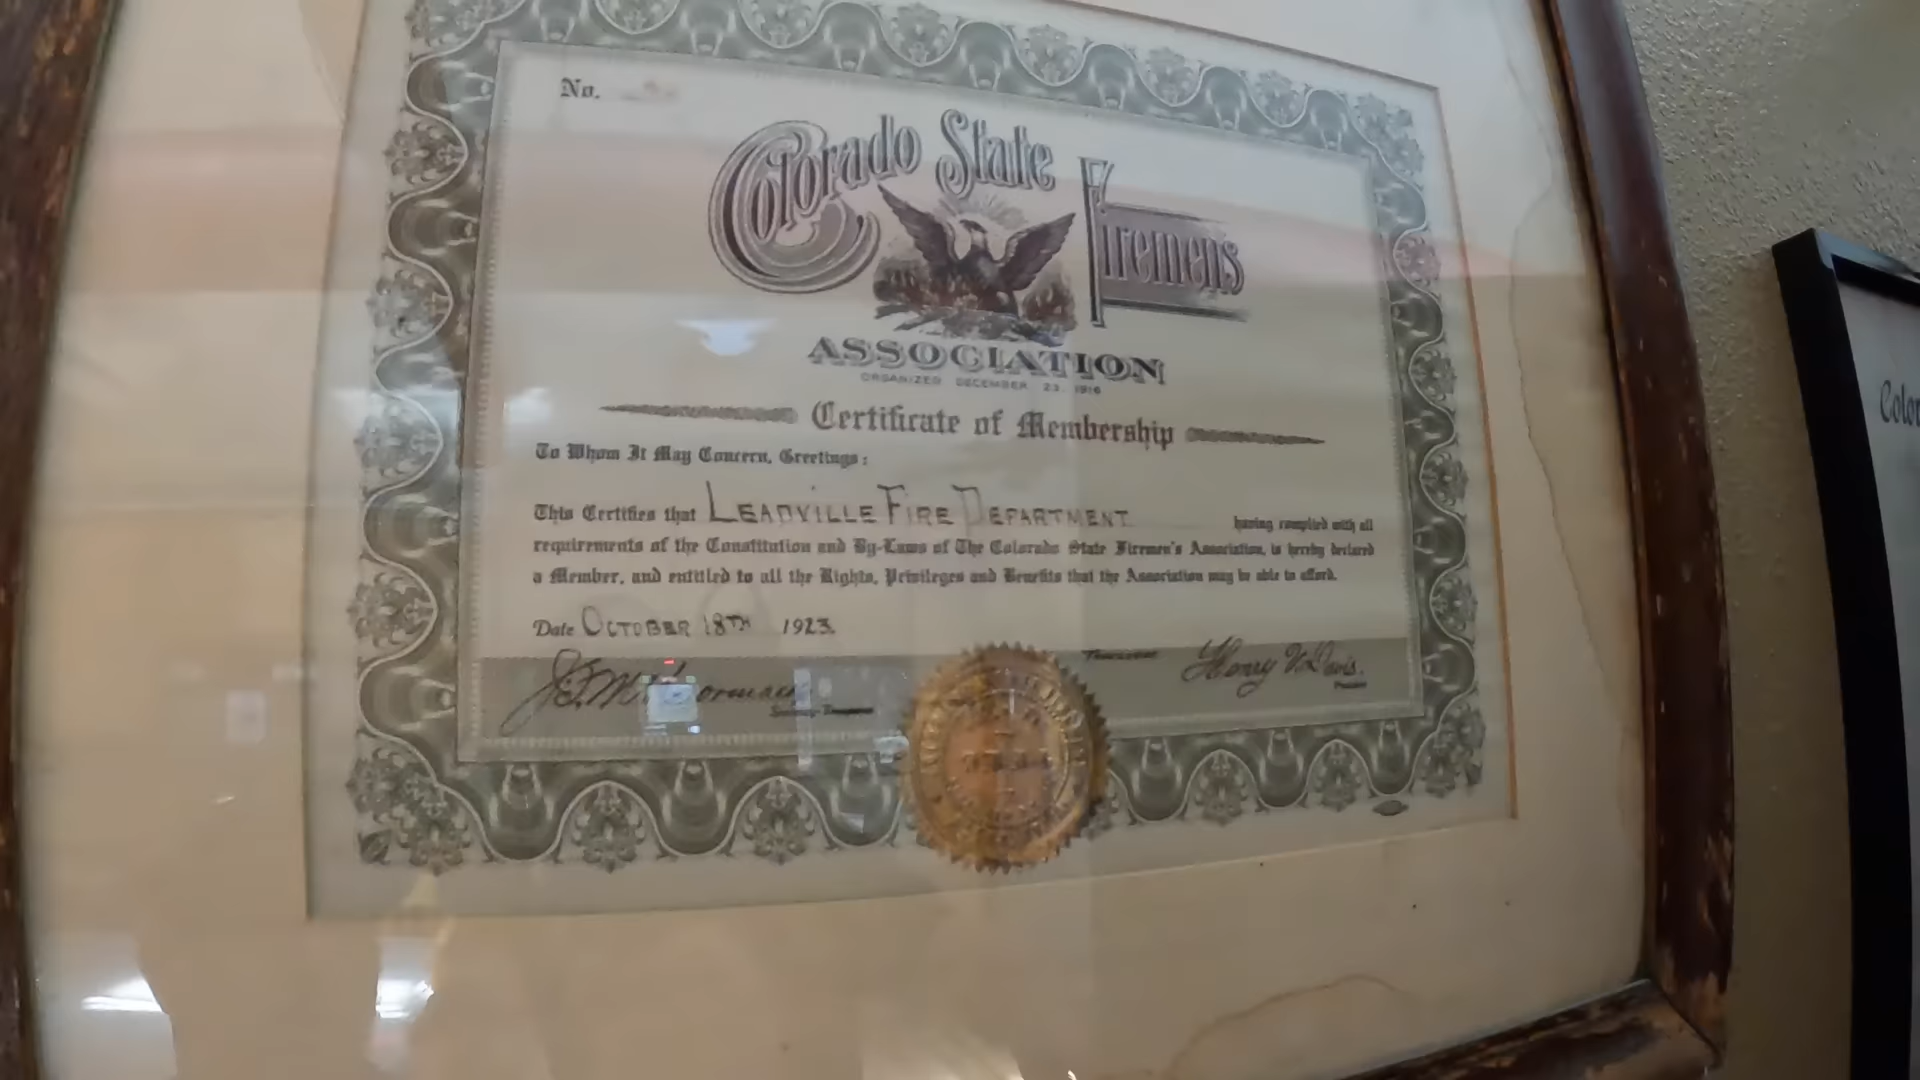 No.
Colorado State Firemen's
ASSOCIATION
ORGANIZED DECEMBER 23, 1916
Certificate of Membership
To Whom It May Concern, Greetings:
This Certifies that LEADVILLE FIRE DEPARTMENT having complied with all
requirements of the Constitution and By-Laws of The Colorado State Firemen's Association, is hereby declared
a Member, and entitled to all the Rights, Privileges and Benefits that the Association may be able to afford.
Date OCTOBER 18TH 1923.
Henry
Davis.
President
Secretary-Treasurer
Color